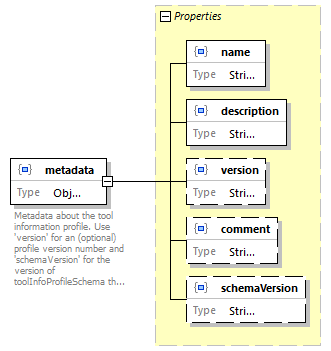 Properties
name
Type Stri...
description
Type Stri...
metadata
Type Obj...
version
Type Stri...
Metadata about the tool
information profile. Use
'version' for an (optional)
profile version number and
'schemaVersion' for the
version of
toolInfoProfileSchema th...
comment
Type Stri...
schemaVersion
Type Stri...